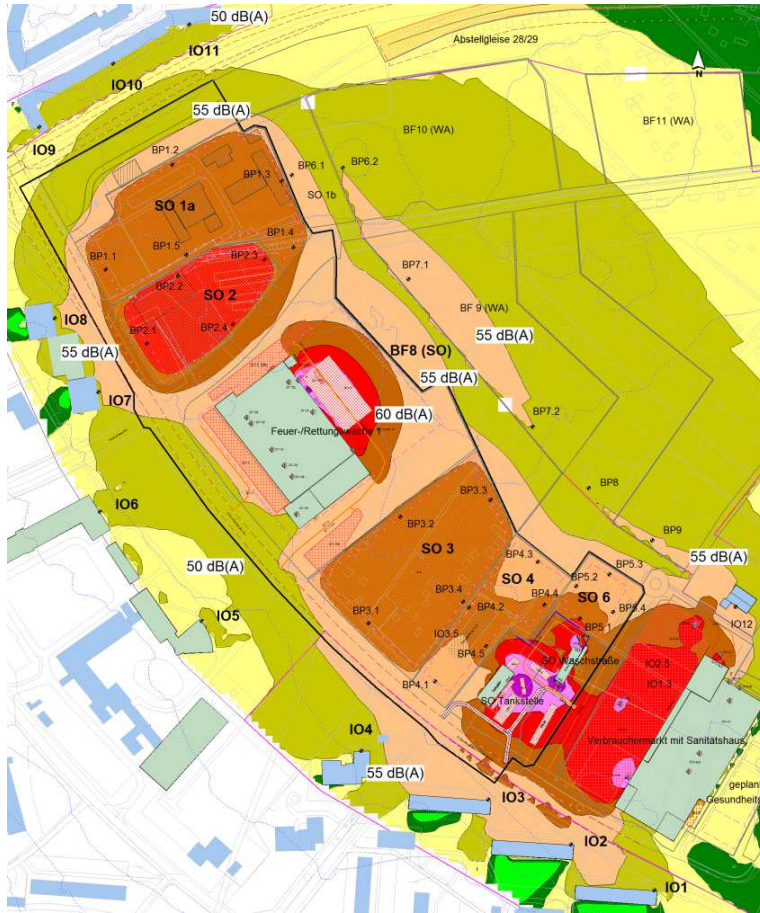 50 dB(A)
IO11
Abstellgleise 28/29
N
IO10
55 dB(A)
BF11 (WA)
BF10 (WA)
IO9
BP1.2
BP6.1
BP6.2
BP1.3
SO 1b
SO 1a
BP1.4
BP1.5
BP2.3
BP1.1
BP2.2
BP7.1
SO 2
BF 9 (WA)
IO8
BP2.4
BP2.1
55 dB(A)
55 dB(A)
BF8 (SO)
55 dB(A)
IO7
60 dB(A)
BP7.2
Feuer-/Rettungswache 1
BP8
BP3.3
IO6
BP3.2
BP9
SO 3
55 dB(A)
BP4.3
50 dB(A)
BP5.3
SO 4
BP5.2
SO 6
BP3.4
BP4.4
BP4.2
BP5.4
BP3.1
IO12
IO5
BP5.1
IO3.5
BP4.5
SO Waschstraße
IO2.5
BP4.1
IO1.3
SO Tankstelle
IO4
Verbrauchermarkt mit Sanitätshaus
55 dB(A)
geplant
IO3
Gesundheits
IO2
IO1